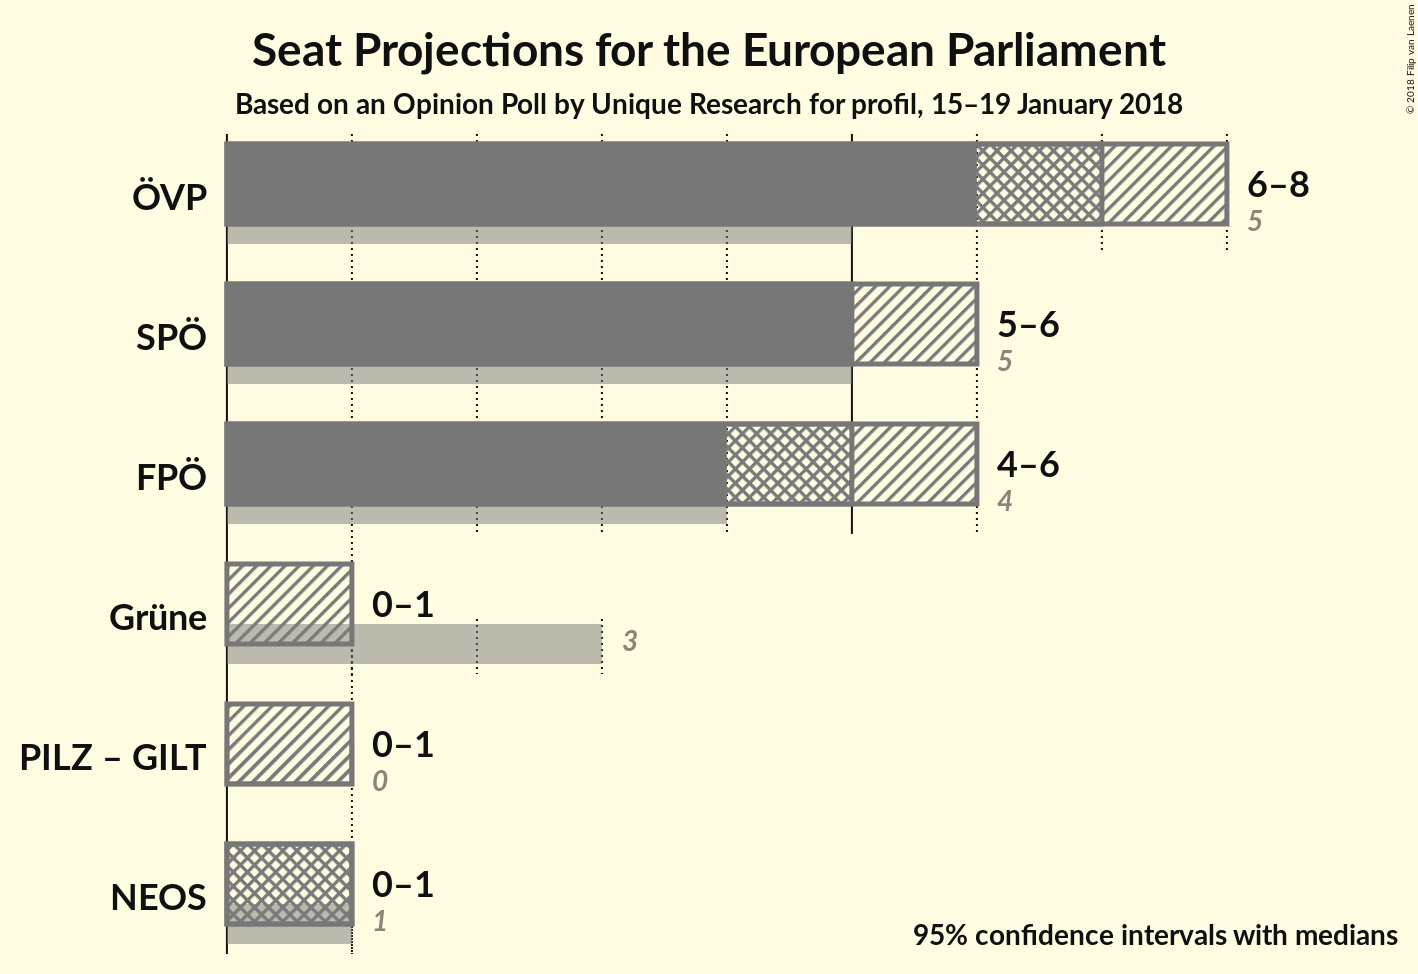 Seat Projections for the European Parliament
Based on an Opinion Poll by Unique Research for profil, 15–19 January 2018
© 2018 Filip van Laenen
ÖVP
6–8
5
SPÖ
5–6
5
FPÖ
4–6
4
Grüne
0–1
3
PILZ – GILT
0–1
0
NEOS
0–1
1
95% confidence intervals with medians